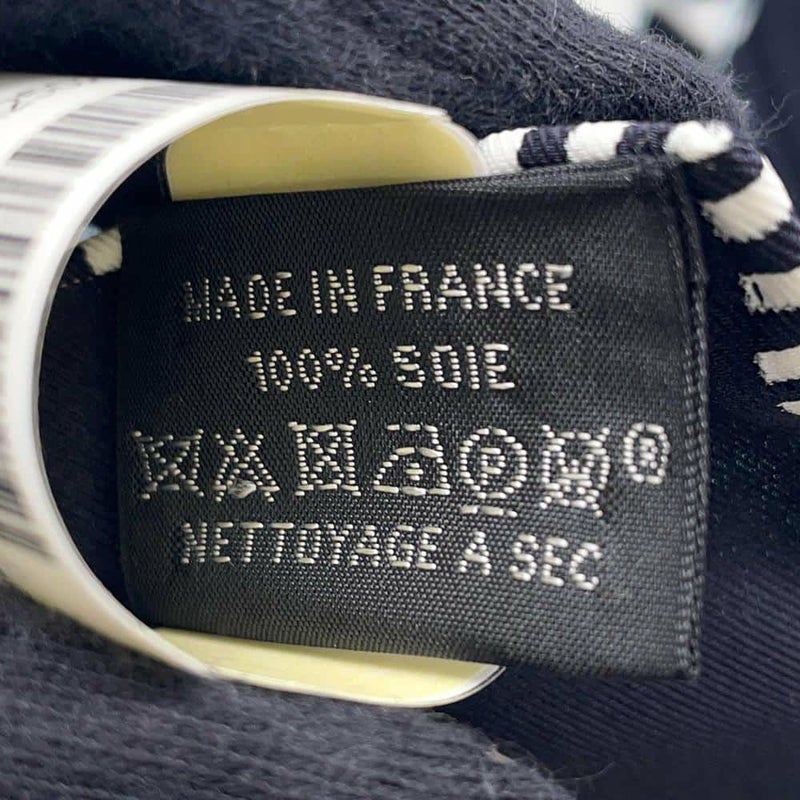 MADE IN FRANCE
100% SOIE
P ®
NETTOYAGE A SEC